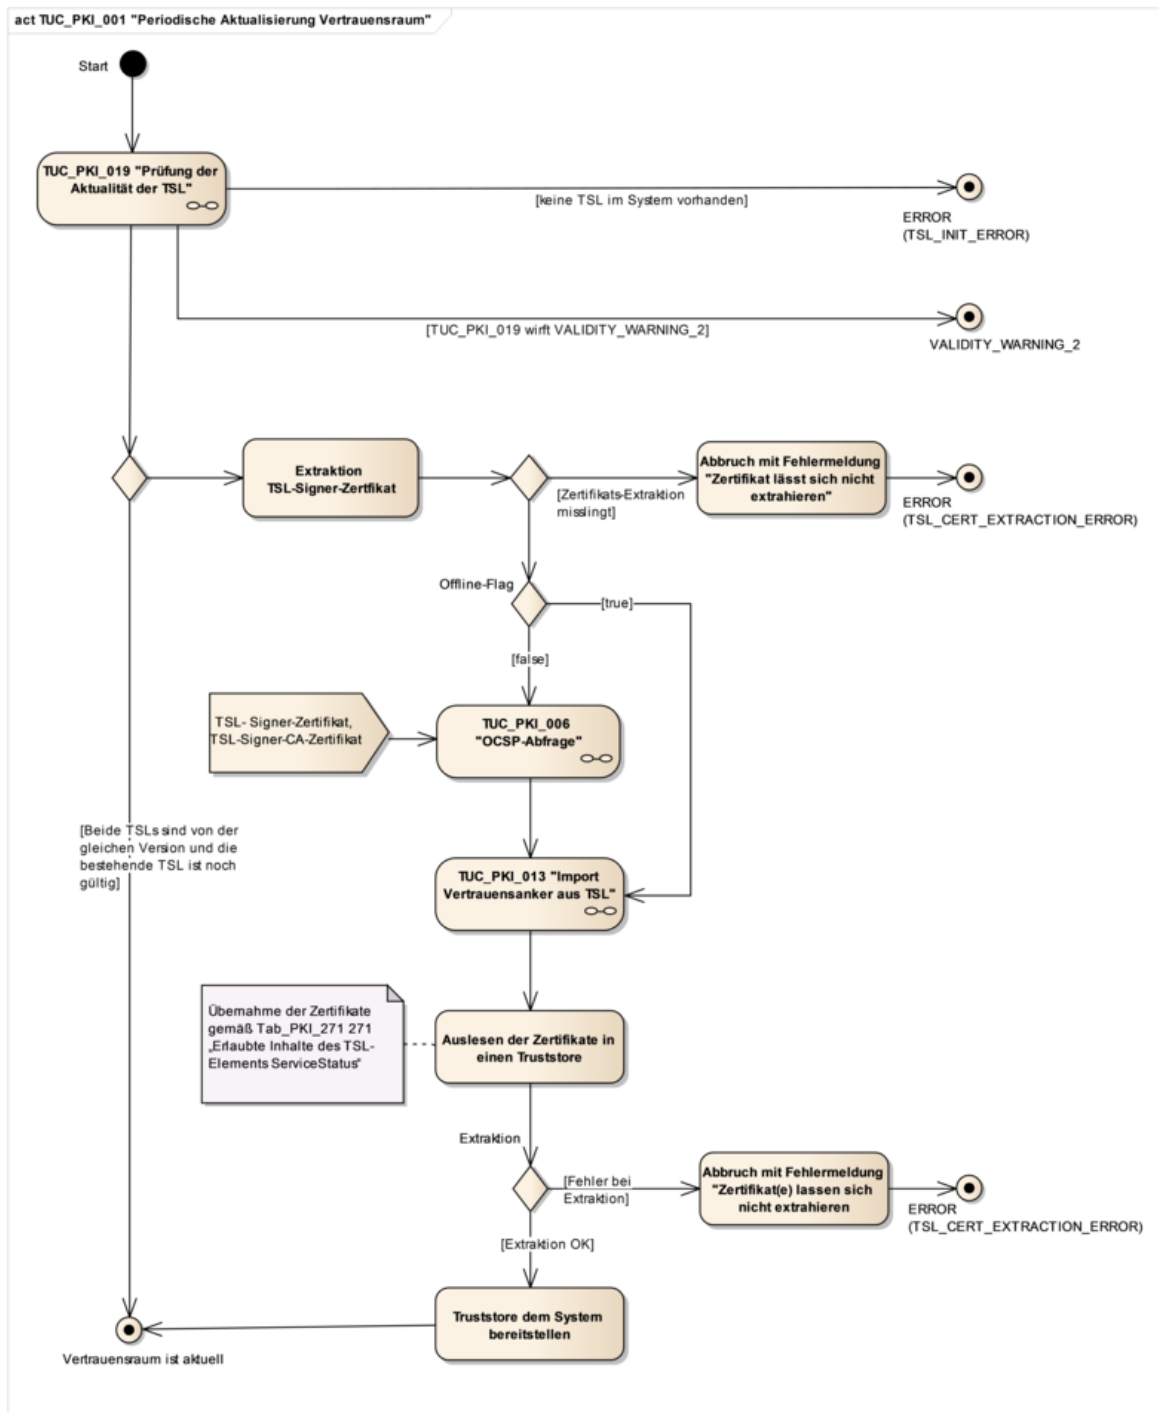 act TUC_PKI_001 "Periodische Aktualisierung Vertrauensraum"
Start
TUC_PKI_019 "Prüfung der
Aktualität der TSL"
[keine TSL im System vorhanden]
ERROR
(TSL_INIT_ERROR)
[TUC_PKI_019 wirft VALIDITY_WARNING_2]
VALIDITY_WARNING_2
Extraktion
TSL-Signer-Zertfikat
[Zertifikats-Extraktion
misslingt]
Abbruch mit Fehlermeldung
"Zertifikat lässt sich nicht
extrahieren"
ERROR
(TSL_CERT_EXTRACTION_ERROR)
Offline-Flag
[true]
[false]
TSL- Signer-Zertifikat,
TSL-Signer-CA-Zertifikat
TUC_PKI_006
"OCSP-Abfrage"
[Beide TSLs sind von der
gleichen Version und die
bestehende TSL ist noch
gültig]
TUC_PKI_013 "Import
Vertrauensanker aus TSL"
Übernahme der Zertifikate
gemäß Tab_PKI_271 271
„Erlaubte Inhalte des TSL-
Elements ServiceStatus“
Auslesen der Zertifikate in
einen Truststore
Extraktion
[Fehler bei
Extraktion]
Abbruch mit Fehlermeldung
"Zertifikat(e) lassen sich
nicht extrahieren
ERROR
(TSL_CERT_EXTRACTION_ERROR)
[Extraktion OK]
Truststore dem System
bereitstellen
Vertrauensraum ist aktuell